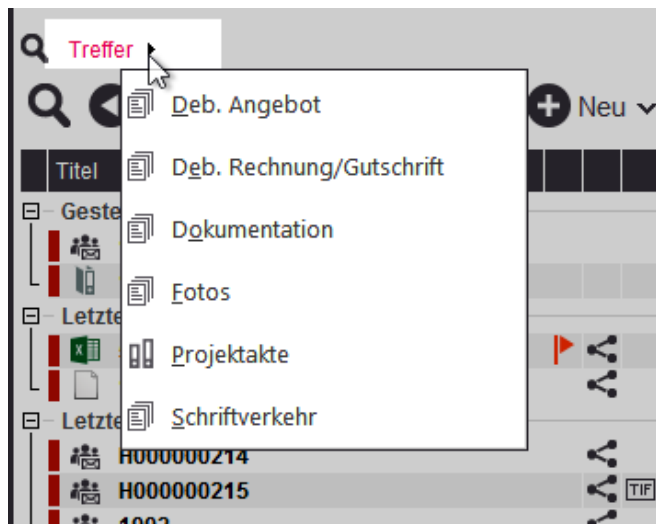 Treffer
Neu
Titel
Deb. Angebot
Deb. Rechnung/Gutschrift
Dokumentation
Fotos
Projektakte
Schriftverkehr
Geste
Letzte
Letzte
H000000214
H000000215
TIF
1002